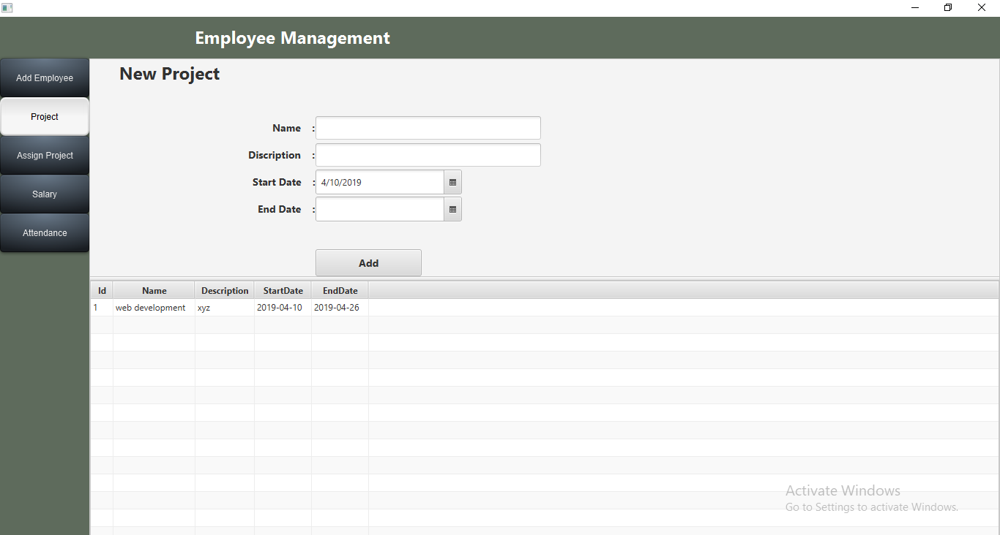 Employee Management
Add Employee
Project
Assign Project
Salary
Attendance
New Project
Name :
Discription :
Start Date : 4/10/2019
End Date :
Add
Id Name Description StartDate EndDate
1 web development xyz 2019-04-10 2019-04-26
Activate Windows
Go to Settings to activate Windows.